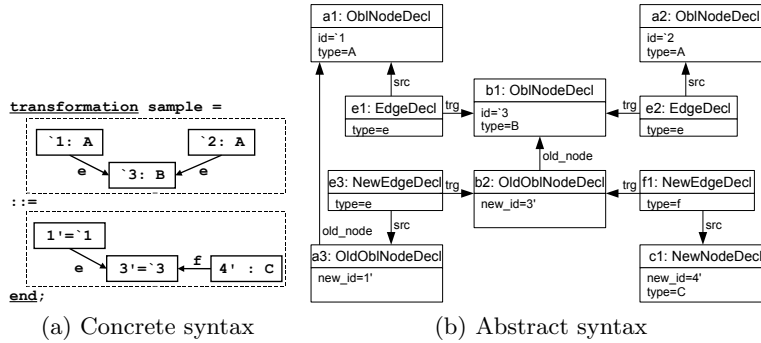 transformation sample =
`1: A
`2: A
e
e
`3: B
::=
1'=`1
e
3'=`3
f
4' : C
end;
(a) Concrete syntax
a1: OblNodeDecl
id=`1
type=A
a2: OblNodeDecl
id=`2
type=A
src
src
b1: OblNodeDecl
id=`3
type=B
e1: EdgeDecl
type=e
trg
trg
e2: EdgeDecl
type=e
old_node
e3: NewEdgeDecl
type=e
trg
b2: OldOblNodeDecl
new_id=3'
trg
f1: NewEdgeDecl
type=f
old_node
src
src
a3: OldOblNodeDecl
new_id=1'
c1: NewNodeDecl
new_id=4'
type=C
(b) Abstract syntax